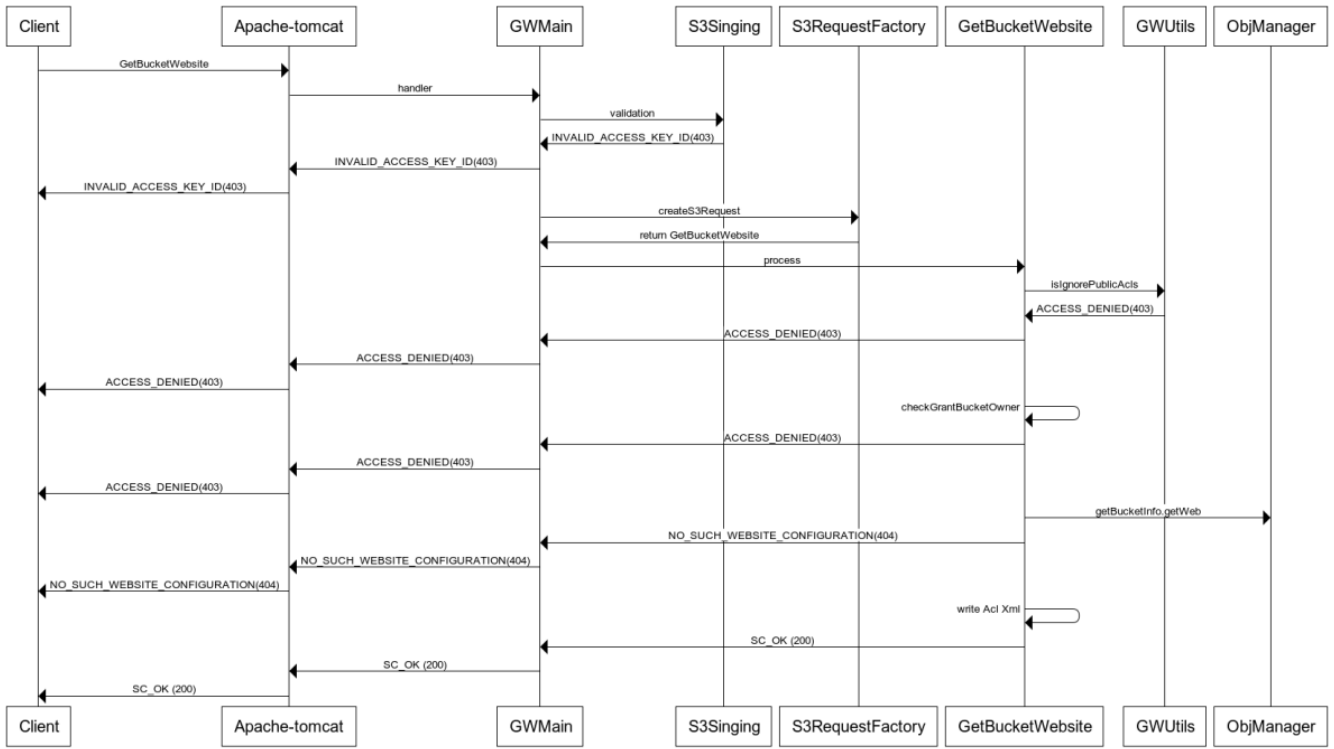 Client Apache-tomcat GWMain S3Singing S3RequestFactory GetBucketWebsite GWUtils ObjManager
GetBucketWebsite
handler
validation
INVALID_ACCESS_KEY_ID(403)
INVALID_ACCESS_KEY_ID(403)
INVALID_ACCESS_KEY_ID(403)
createS3Request
return GetBucketWebsite
process
isIgnorePublicAcls
ACCESS_DENIED(403)
ACCESS_DENIED(403)
ACCESS_DENIED(403)
ACCESS_DENIED(403)
checkGrantBucketOwner
ACCESS_DENIED(403)
ACCESS_DENIED(403)
ACCESS_DENIED(403)
getBucketInfo.getWeb
NO_SUCH_WEBSITE_CONFIGURATION(404)
NO_SUCH_WEBSITE_CONFIGURATION(404)
NO_SUCH_WEBSITE_CONFIGURATION(404)
write Acl Xml
SC_OK (200)
SC_OK (200)
SC_OK (200)
Client Apache-tomcat GWMain S3Singing S3RequestFactory GetBucketWebsite GWUtils ObjManager